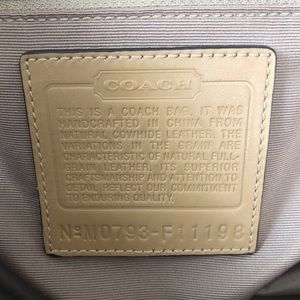 COACH
THIS IS A COACH BAG. IT WAS
HANDCRAFTED IN CHINA FROM
NATURAL COWHIDE LEATHER. THE
VARIATIONS IN THE GRAIN, ARE
CHARACTERISTIC OF NATURAL FULL-
GRAIN LEATHER. ITS SUPERIOR
CRAFTSMANSHIP AND ATTENTION TO
DETAIL REFLECT OUR COMMITMENT
TO ENDURING QUALITY.
Nº M0793-F11198